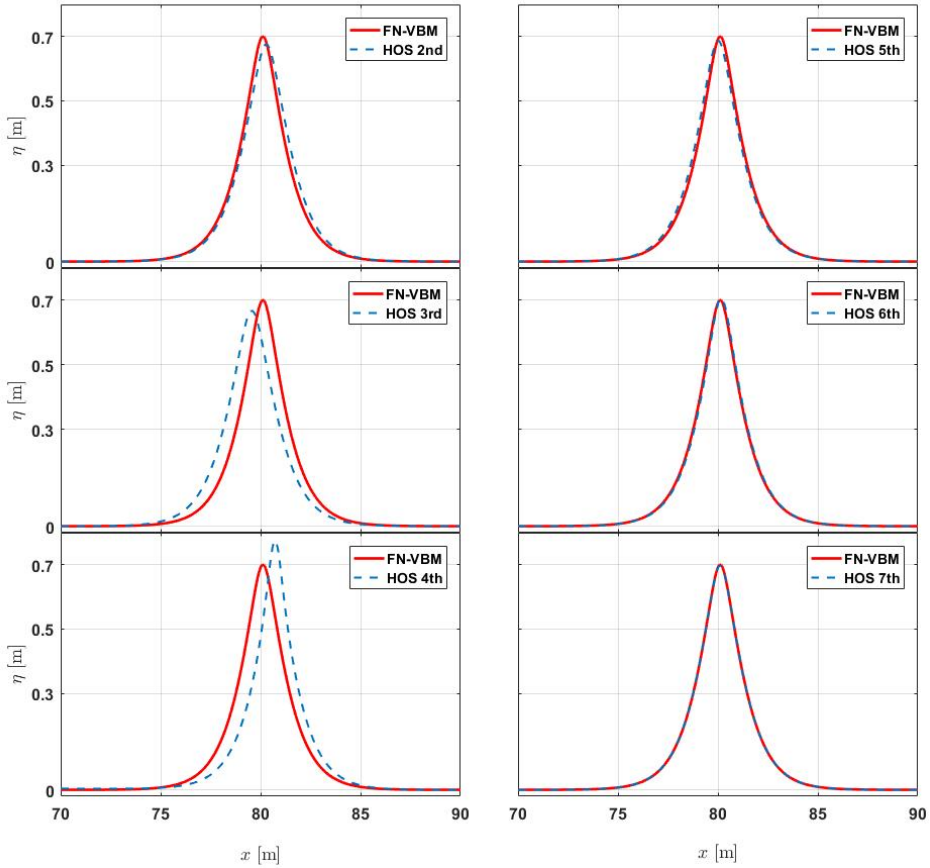 0.7
0.5
0.3
0
η [m]
FN-VBM
HOS 2nd
FN-VBM
HOS 5th
0.7
0.5
0.3
0
η [m]
FN-VBM
HOS 3rd
FN-VBM
HOS 6th
0.7
0.5
0.3
0
η [m]
FN-VBM
HOS 4th
FN-VBM
HOS 7th
70 75 80 85 90
70 75 80 85 90
x [m]
x [m]